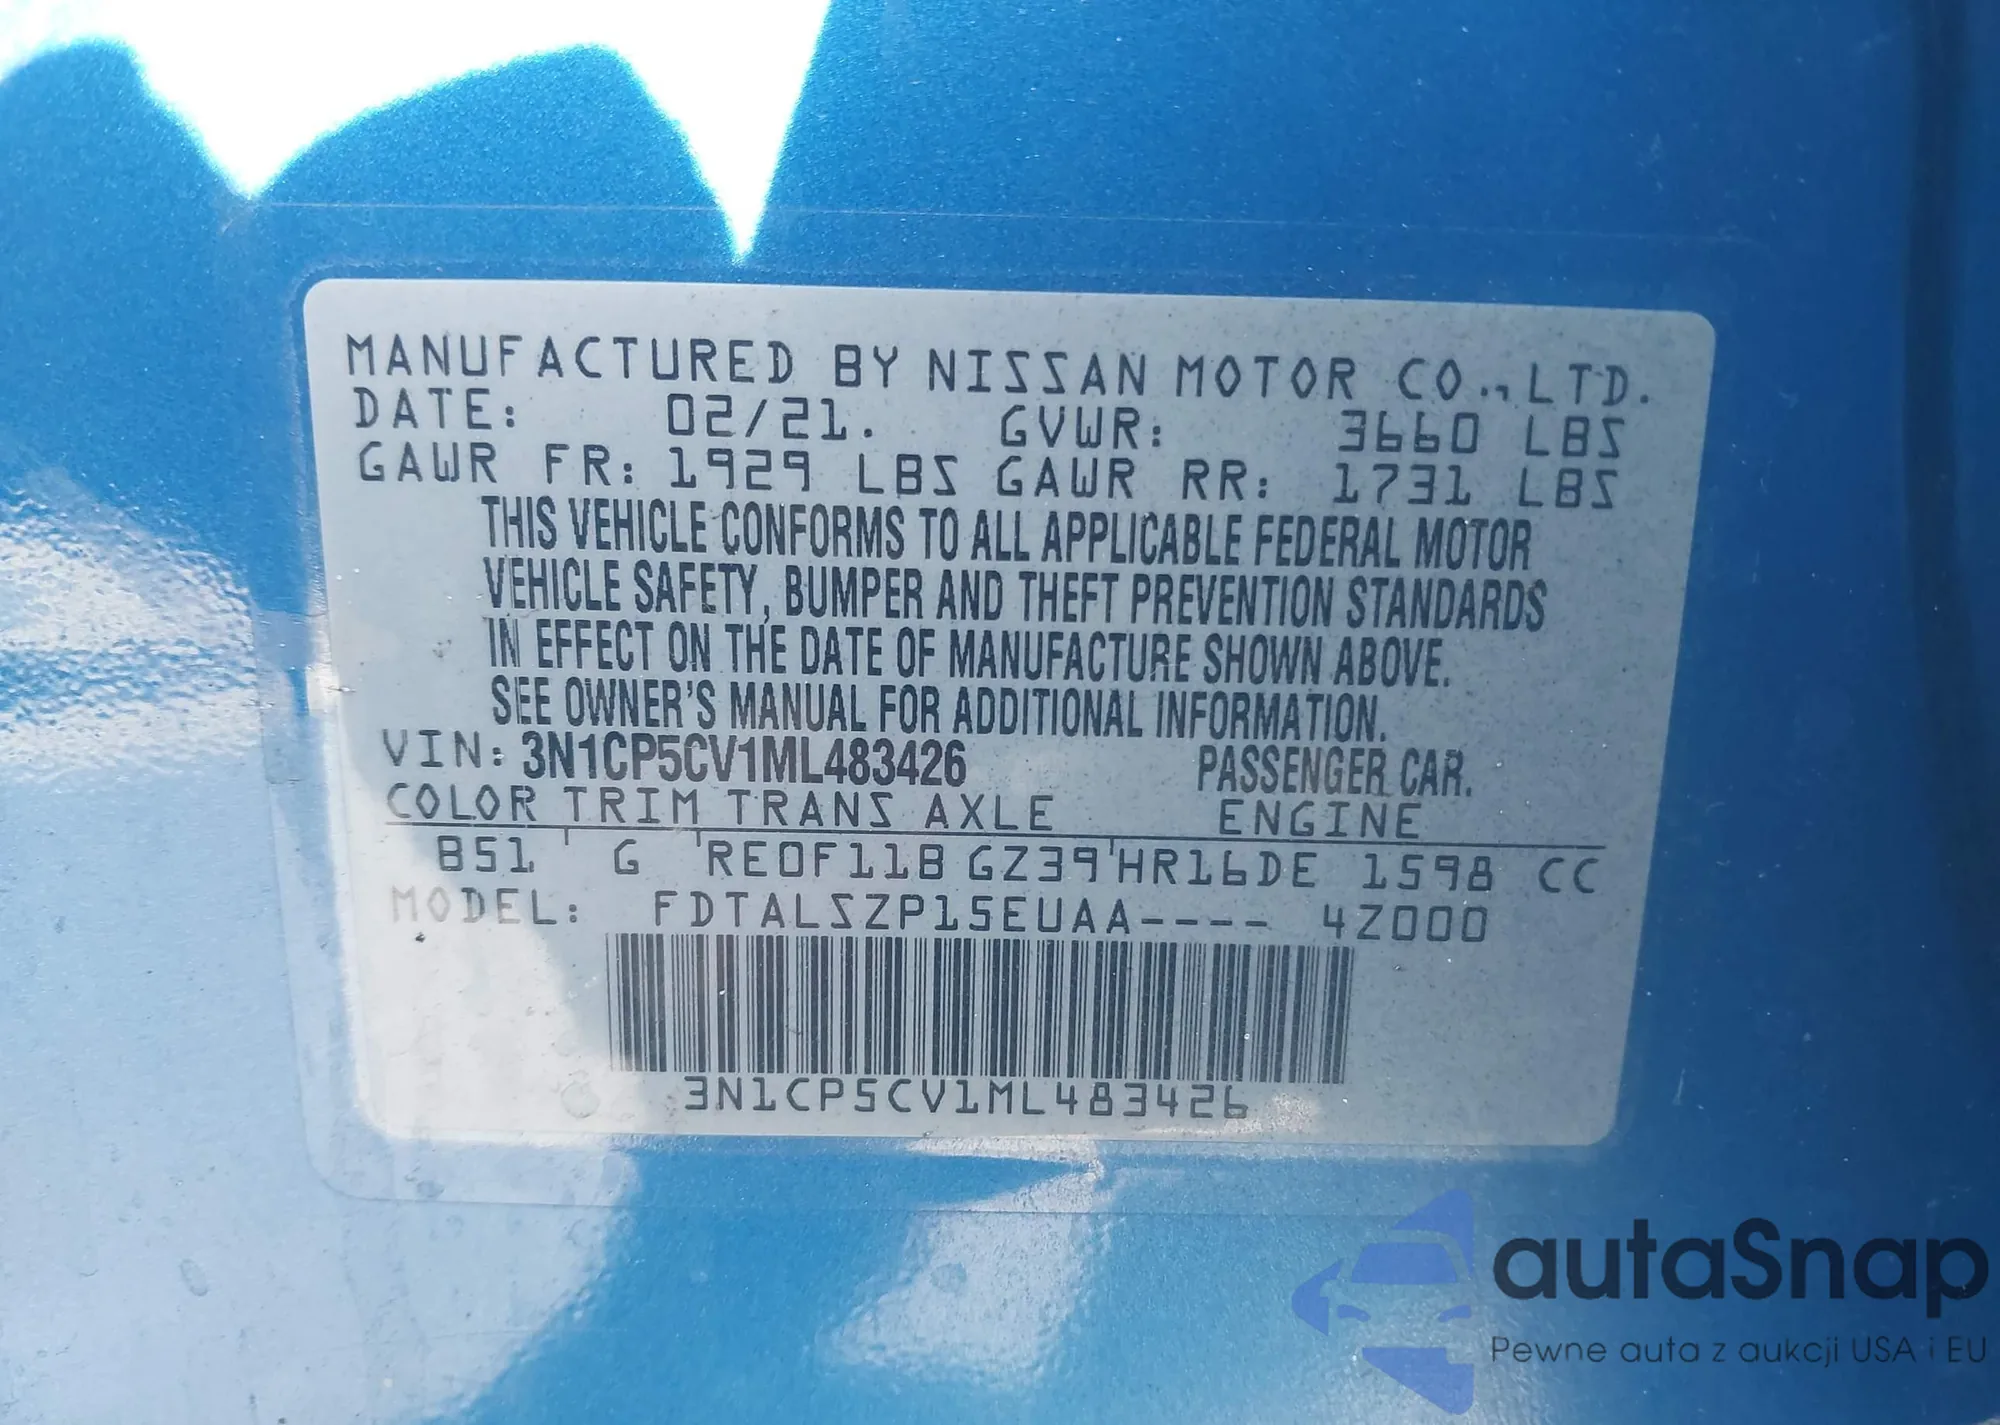 MANUFACTURED BY NISSAN MOTOR CO., LTD.
DATE: 02/21. GVWR: 3660 LBS
GAWR FR: 1929 LBS GAWR RR: 1731 LBS
THIS VEHICLE CONFORMS TO ALL APPLICABLE FEDERAL MOTOR
VEHICLE SAFETY, BUMPER AND THEFT PREVENTION STANDARDS
IN EFFECT ON THE DATE OF MANUFACTURE SHOWN ABOVE.
SEE OWNER'S MANUAL FOR ADDITIONAL INFORMATION.
VIN: 3N1CP5CV1ML483426 PASSENGER CAR.
COLOR TRIM TRANS AXLE ENGINE
B51 G RE0F11B GZ39 HR16DE 1598 CC
MODEL: FDTALSZP15EUAA---- 4Z000
3N1CP5CV1ML483426
autaSnap
Pewne auta z aukcji USA i EU